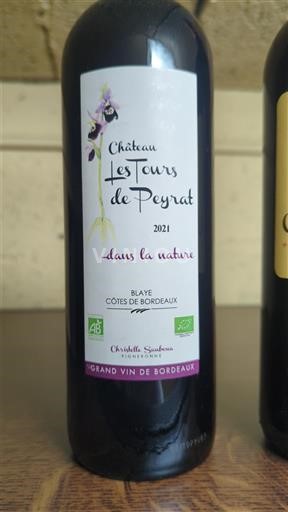 Château
Les Tours
de Peyrat
2021
dans la nature
BLAYE
CÔTES DE BORDEAUX
AB
Christelle Sauboua
VIGNERONNE
GRAND VIN DE BORDEAUX